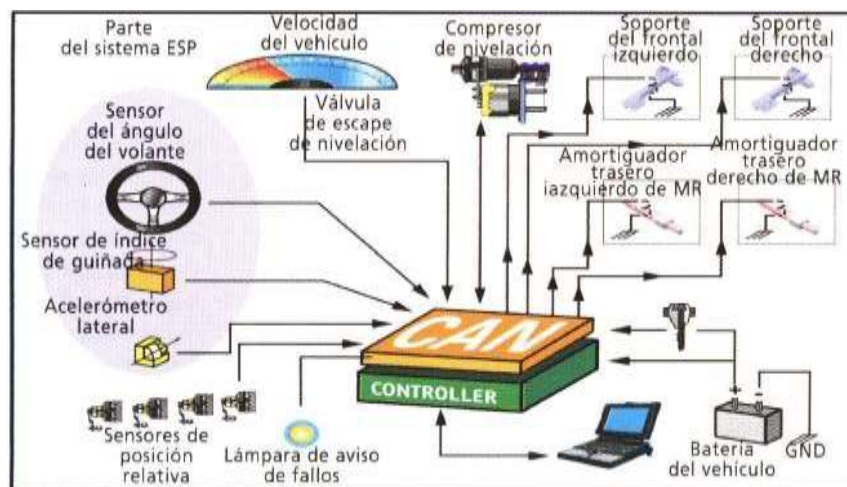 Parte
del sistema ESP
Velocidad
del vehículo
Compresor
de nivelación
Soporte
del frontal
izquierdo
Soporte
del frontal
derecho
Sensor
del ángulo
del volante
Válvula
de escape
de nivelación
Amortiguador
trasero
iazquierdo de MR
Amortiguador
trasero
derecho de MR
Sensor de índice
de guiñada
Acelerómetro
lateral
CAN
CONTROLLER
Sensores de
posición
relativa
Lámpara de aviso
de fallos
+ -
Bateria
del vehículo
GND